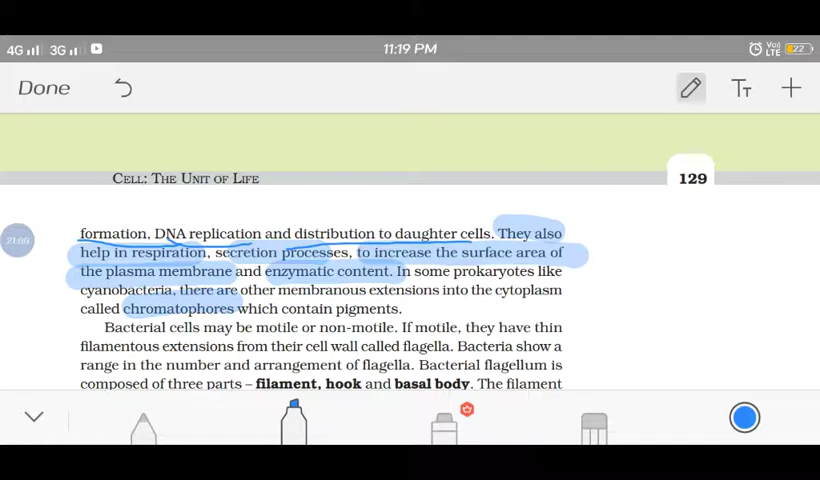 4G 3G 11:19 PM Vo) LTE 22
Done
CELL: THE UNIT OF LIFE 129
formation, DNA replication and distribution to daughter cells. They also
21:00 help in respiration, secretion processes, to increase the surface area of
the plasma membrane and enzymatic content. In some prokaryotes like
cyanobacteria, there are other membranous extensions into the cytoplasm
called chromatophores which contain pigments.
Bacterial cells may be motile or non-motile. If motile, they have thin
filamentous extensions from their cell wall called flagella. Bacteria show a
range in the number and arrangement of flagella. Bacterial flagellum is
composed of three parts – filament, hook and basal body. The filament